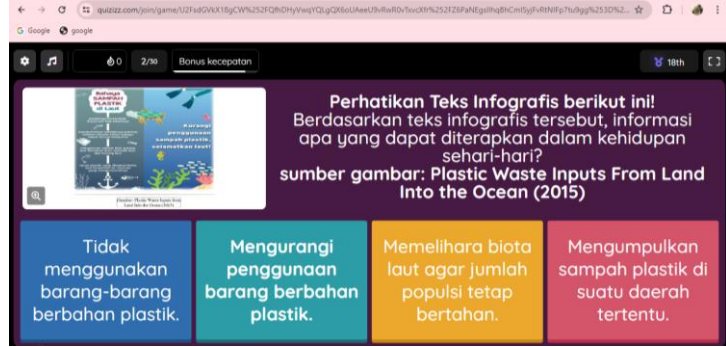 quizizz.com/join/game/
Google
google
0
2/30
Bonus kecepatan
18th
Bahaya
SAMPAH
PLASTIK
di Laut
Kurangi
penggunaan
sampah plastik,
selamatkan laut!
Perhatikan Teks Infografis berikut ini!
Berdasarkan teks infografis tersebut, informasi
apa yang dapat diterapkan dalam kehidupan
sehari-hari?
sumber gambar: Plastic Waste Inputs From Land
Into the Ocean (2015)
Tidak
menggunakan
barang-barang
berbahan plastik.
Mengurangi
penggunaan
barang berbahan
plastik.
Memelihara biota
laut agar jumlah
populsi tetap
bertahan.
Mengumpulkan
sampah plastik di
suatu daerah
tertentu.